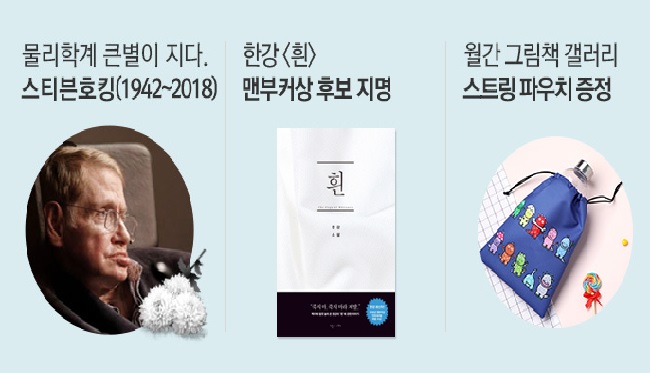 물리학계 큰별이 지다.
스티븐호킹(1942~2018)
한강〈흰〉
맨부커상 후보 지명
흰
월간 그림책 갤러리
스트링 파우치 증정